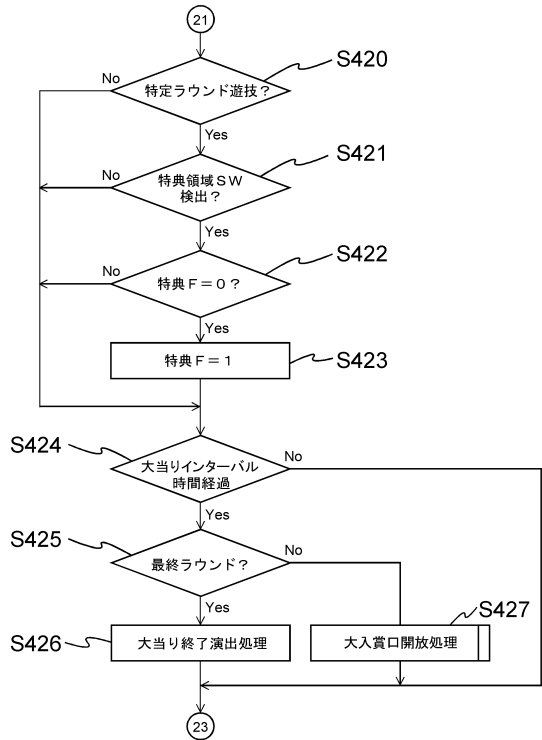 21
S420
No
特定ラウンド遊技？
Yes
S421
No
特典領域ＳＷ
検出？
Yes
S422
No
特典Ｆ＝０？
Yes
特典Ｆ＝１
S423
S424
No
大当りインターバル
時間経過
Yes
S425
No
最終ラウンド？
Yes
S427
S426
大当り終了演出処理
大入賞口開放処理
23